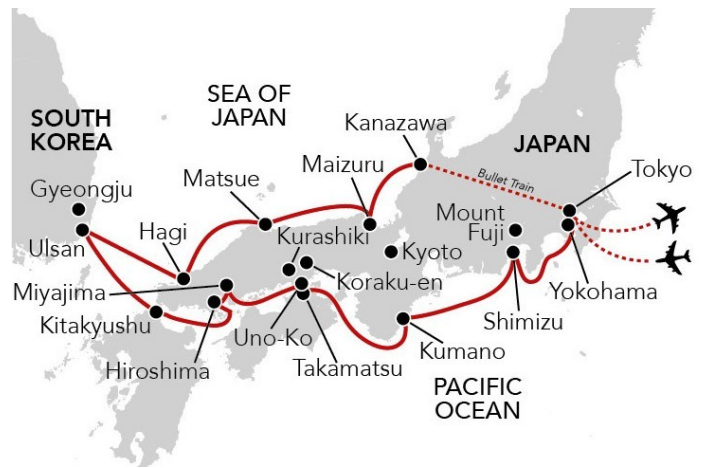 SEA OF
JAPAN
SOUTH
KOREA
Kanazawa
JAPAN
Bullet Train
Tokyo
Maizuru
Matsue
Gyeongju
Mount
Fuji
Hagi
Kurashiki
Ulsan
Kyoto
Koraku-en
Miyajima
Yokohama
Kitakyushu
Shimizu
Uno-Ko
Kumano
Hiroshima
Takamatsu
PACIFIC
OCEAN